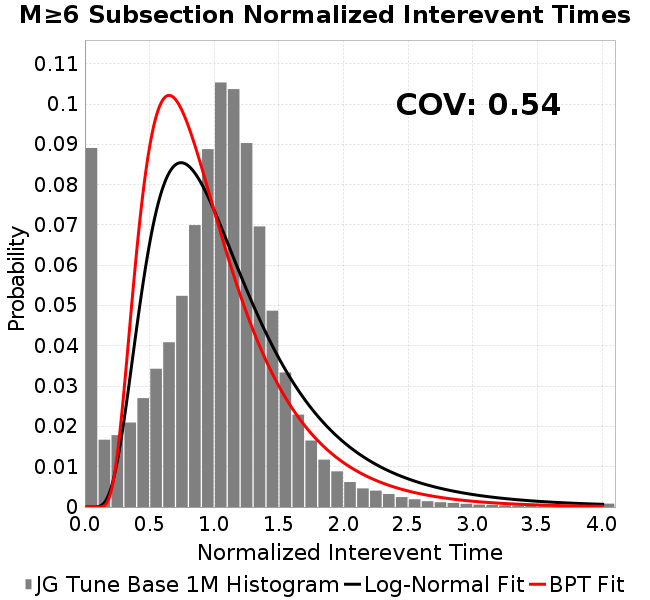 M≥6 Subsection Normalized Interevent Times
COV: 0.54
Probability
0.11
0.1
0.09
0.08
0.07
0.06
0.05
0.04
0.03
0.02
0.01
0
0.0 0.5 1.0 1.5 2.0 2.5 3.0 3.5 4.0
Normalized Interevent Time
JG Tune Base 1M Histogram Log-Normal Fit BPT Fit